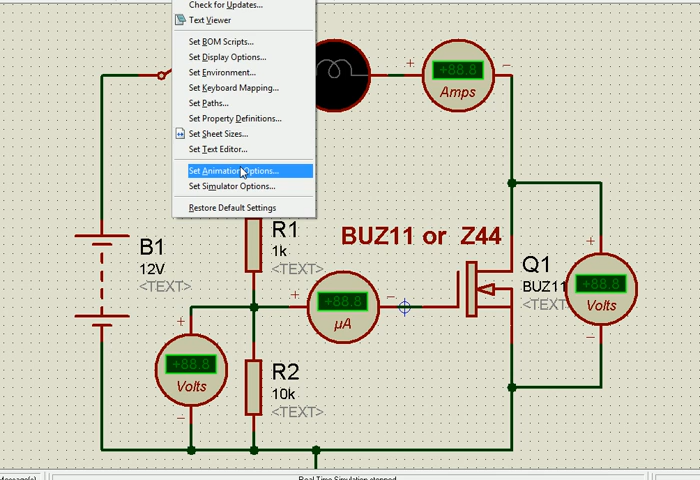 Check for Updates...
Text Viewer
Set BOM Scripts...
Set Display Options...
Set Environment...
Set Keyboard Mapping...
Set Paths...
Set Property Definitions...
Set Sheet Sizes...
Set Text Editor...
Set Animation Options...
Set Simulator Options...
Restore Default Settings
+88.8
Amps
B1
12V
<TEXT>
R1
1k
<TEXT>
BUZ11 or Z44
+88.8
µA
Q1
BUZ11
<TEXT
+88.8
Volts
+88.8
Volts
R2
10k
<TEXT>
Real Time Simulation stopped